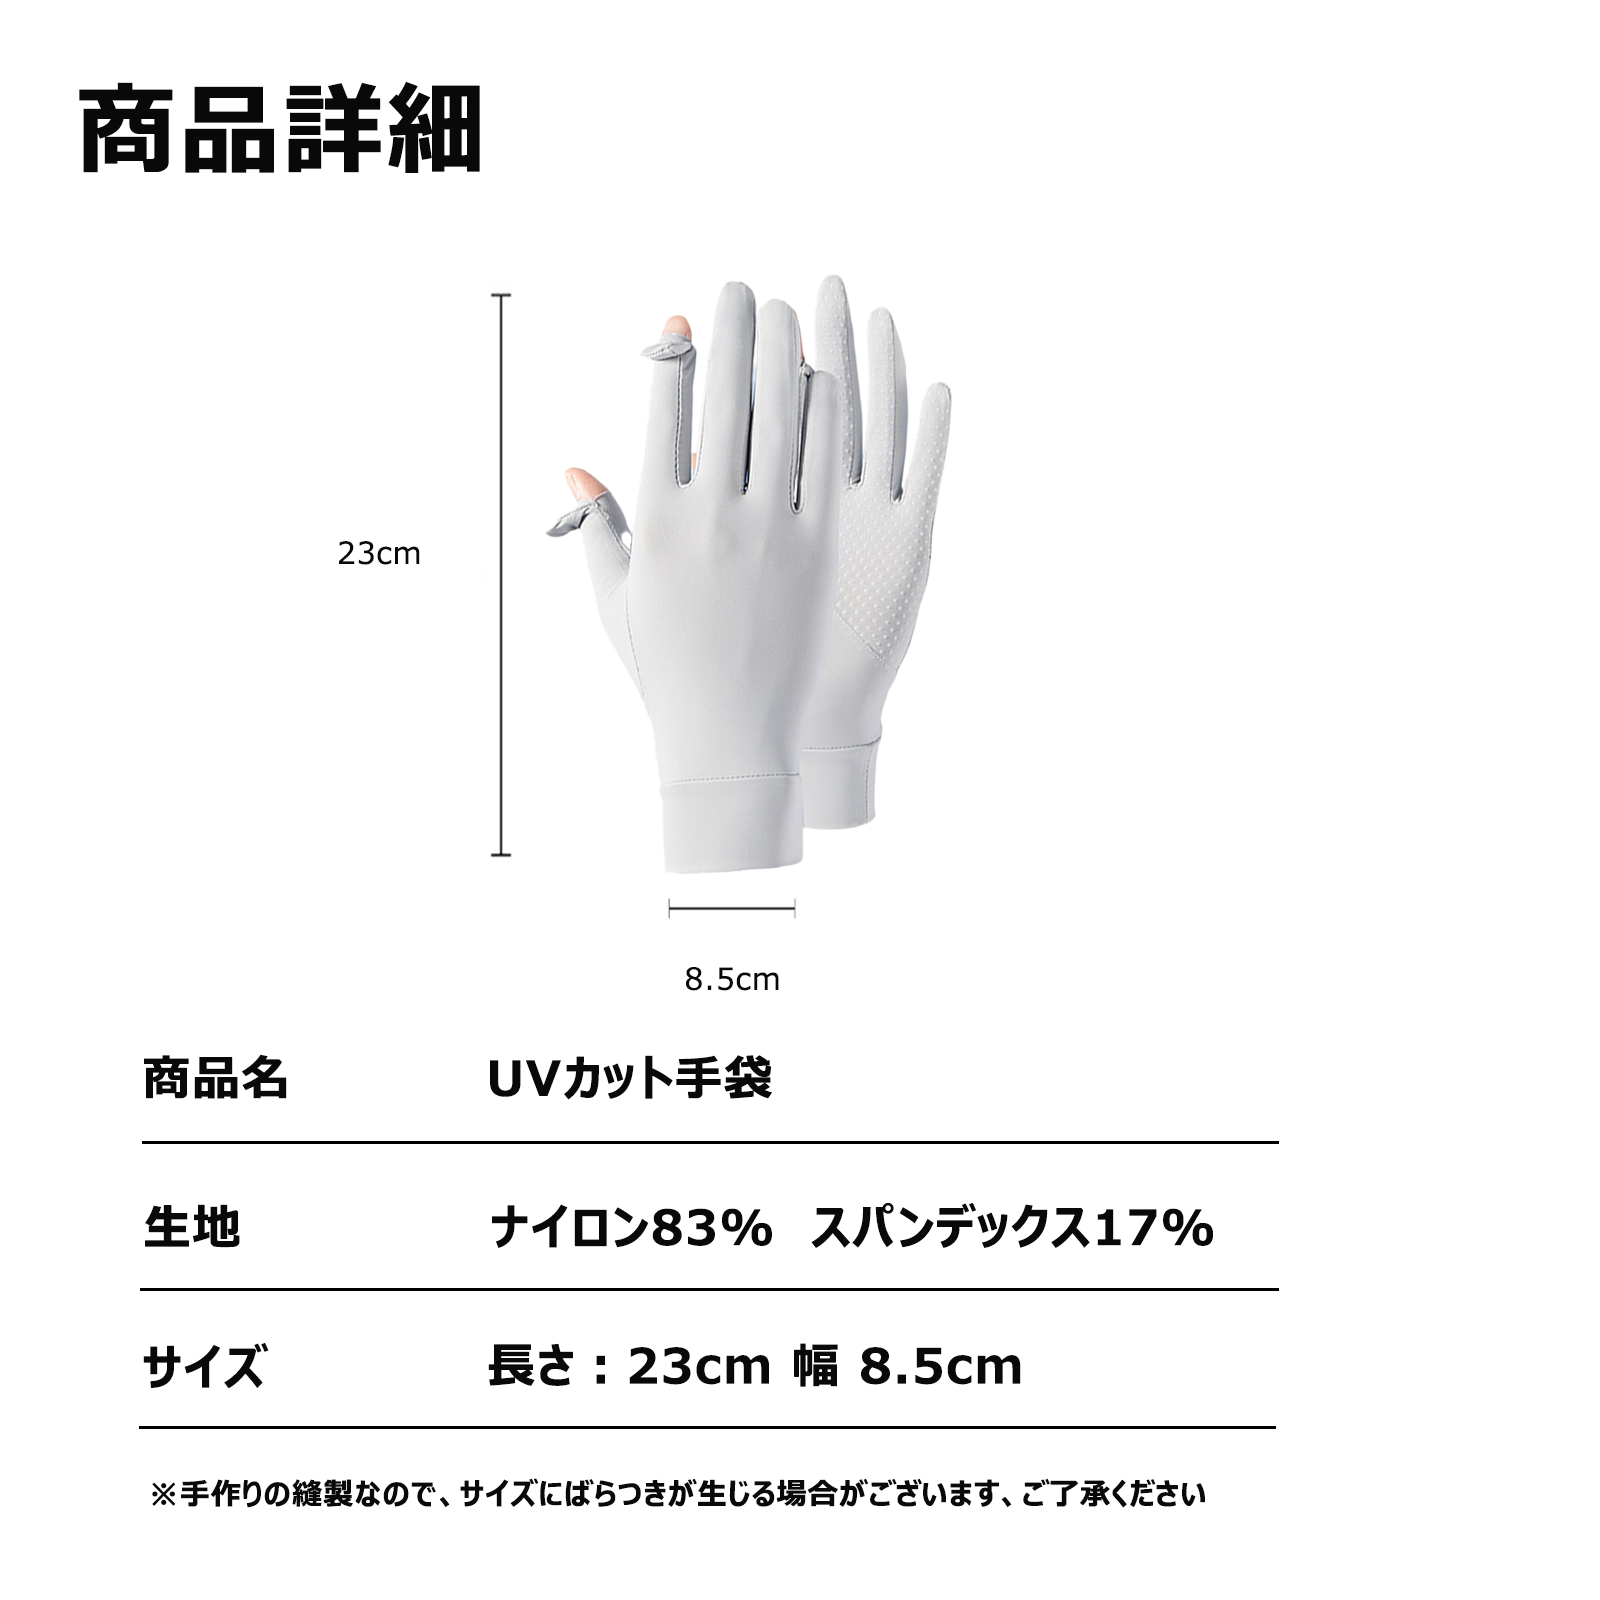 商品詳細
23cm
8.5cm
商品名 UVカット手袋
生地 ナイロン83% スパンデックス17%
サイズ 長さ：23cm 幅 8.5cm
※手作りの縫製なので、サイズにばらつきが生じる場合がございます、ご了承ください